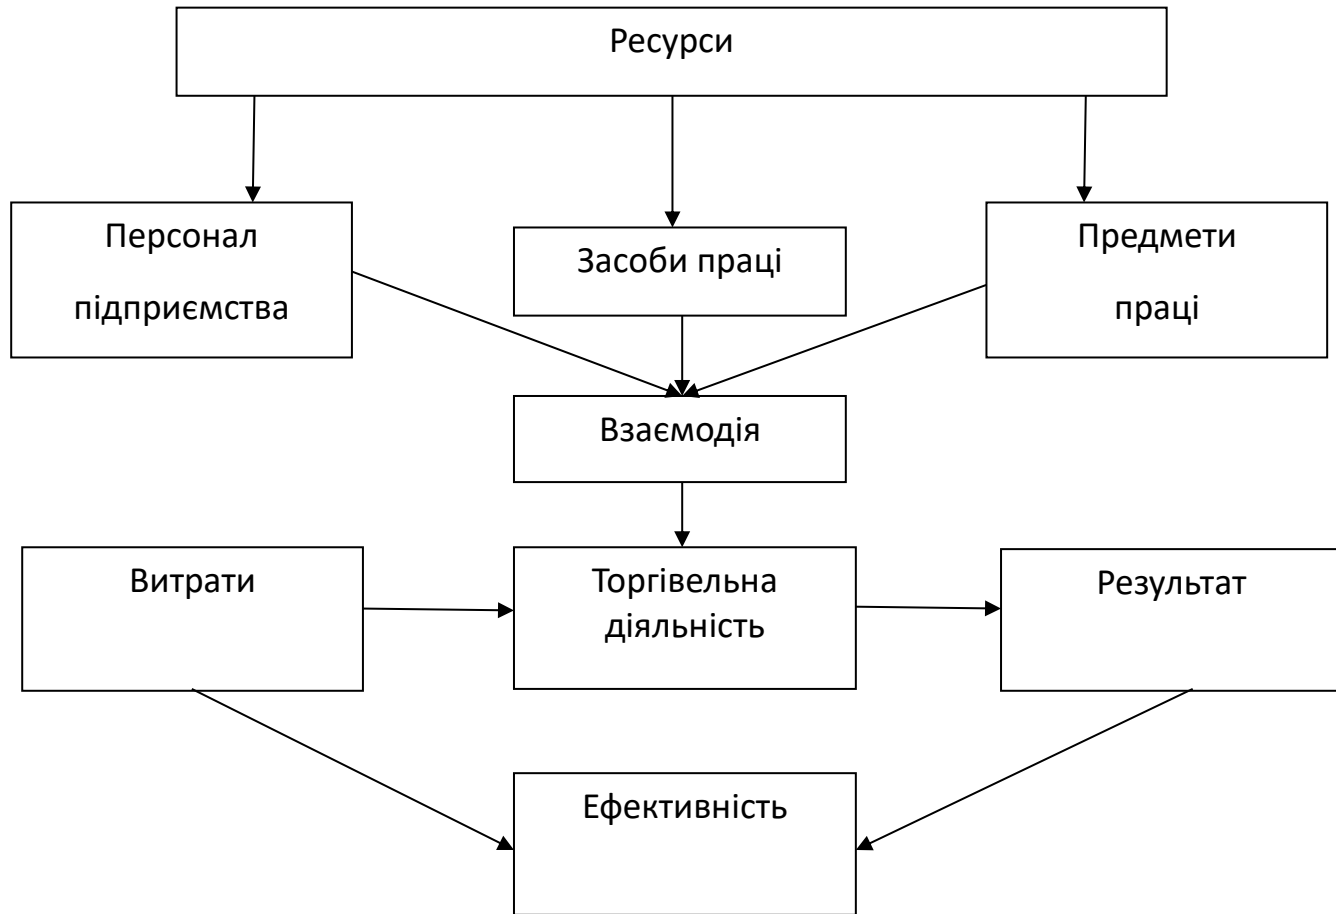 Ресурси
Персонал
підприємства
Засоби праці
Предмети
праці
Взаємодія
Витрати
Торгівельна
діяльність
Результат
Ефективність